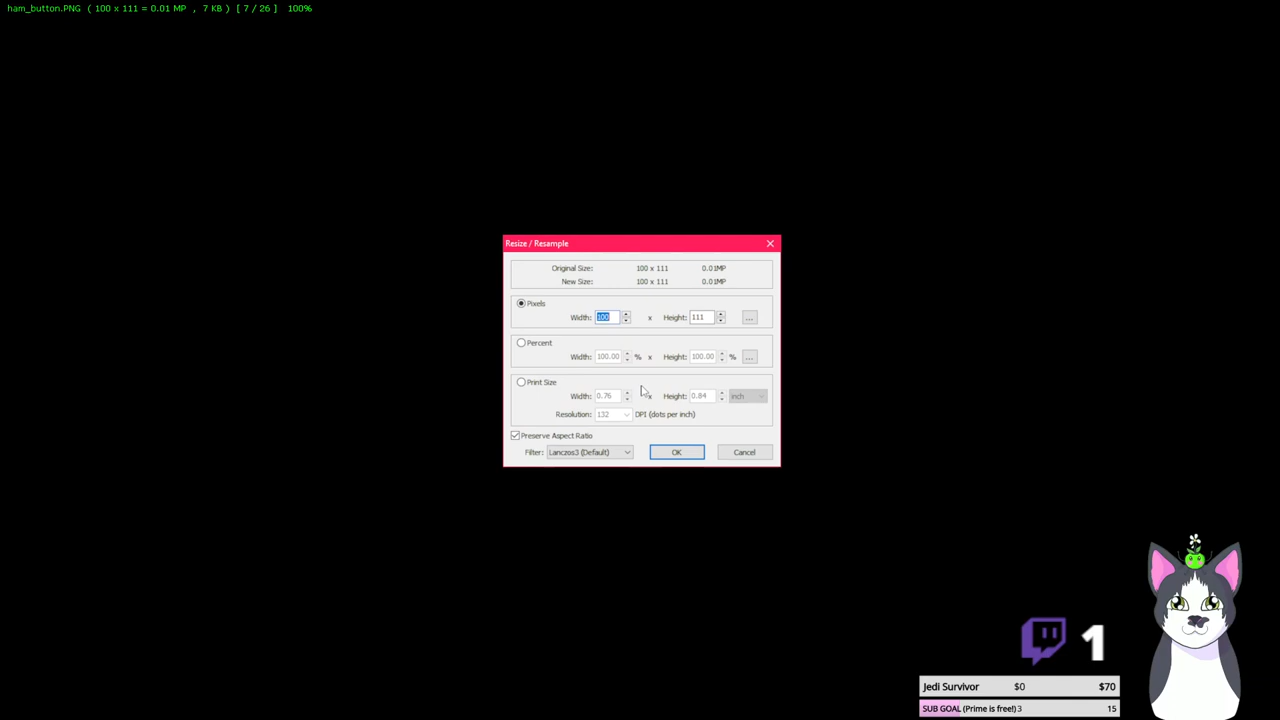 ham_button.PNG ( 100 x 111 = 0.01 MP , 7 KB ) [ 7 / 26 ] 100%
Resize / Resample
Original Size: 100 x 111 0.01MP
New Size: 100 x 111 0.01MP
Pixels
Width: 100 x Height: 111 ...
Percent
Width: 100.00 % x Height: 100.00 % ...
Print Size
Width: 0.76 x Height: 0.84 inch
Resolution: 132 DPI (dots per inch)
Preserve Aspect Ratio
Filter: Lanczos3 (Default) OK Cancel
1
Jedi Survivor $0 $70
SUB GOAL (Prime is free!) 3 15